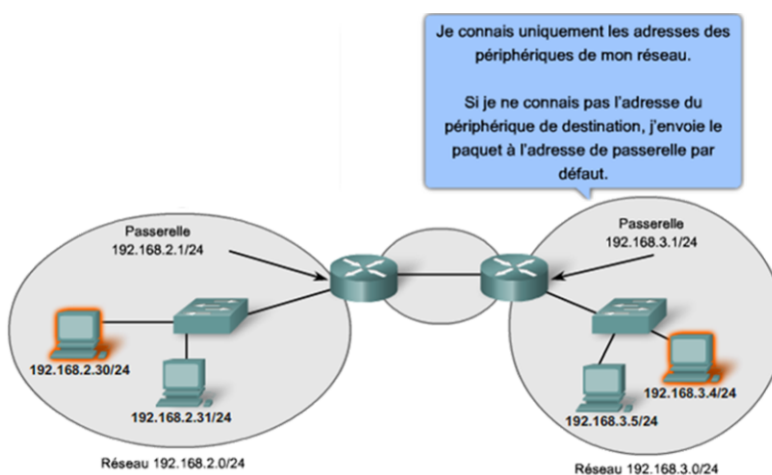 Je connais uniquement les adresses des
périphériques de mon réseau.
Si je ne connais pas l'adresse du
périphérique de destination, j'envoie le
paquet à l'adresse de passerelle par
défaut.
Passerelle
192.168.2.1/24
Passerelle
192.168.3.1/24
192.168.2.30/24
192.168.2.31/24
192.168.3.4/24
192.168.3.5/24
Réseau 192.168.2.0/24
Réseau 192.168.3.0/24